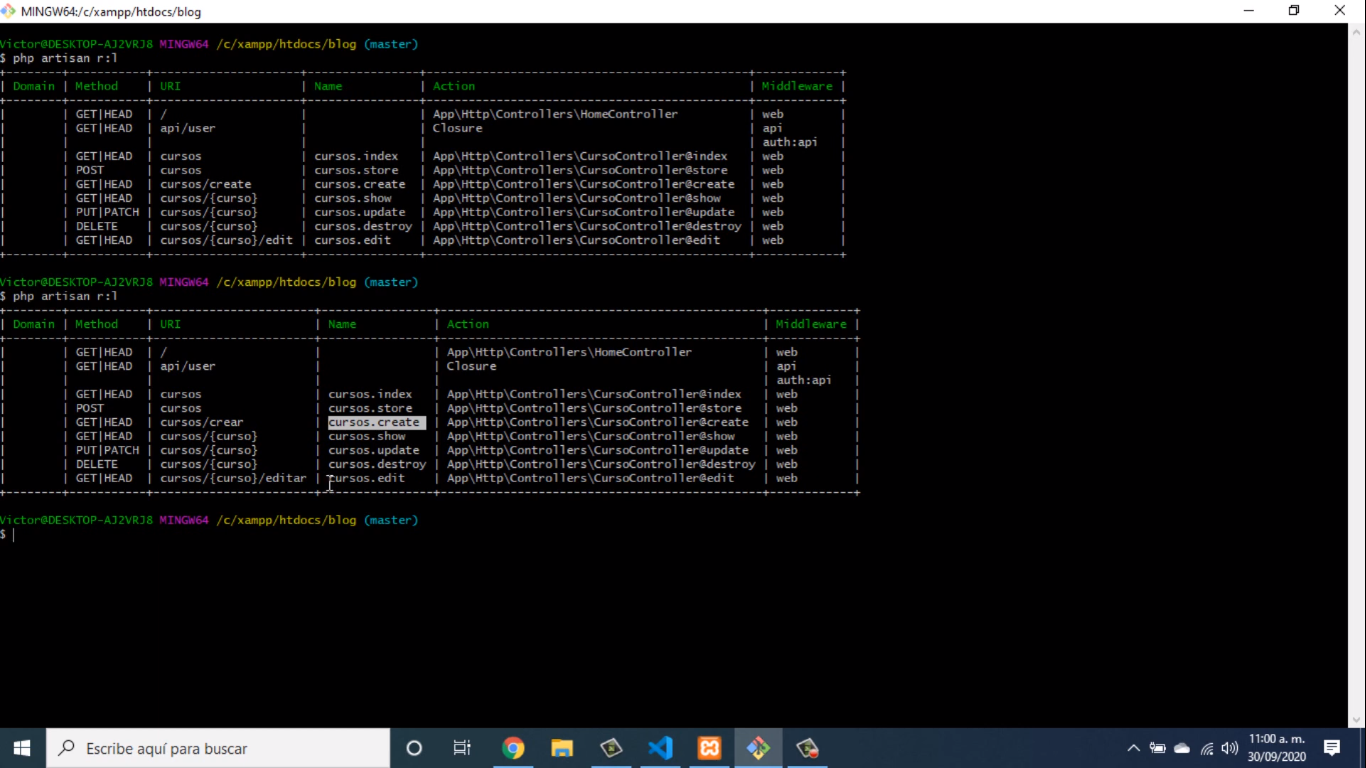 MINGW64:/c/xampp/htdocs/blog
Victor@DESKTOP-AJ2VRJ8 MINGW64 /c/xampp/htdocs/blog (master)
$ php artisan r:l
| Domain | Method | URI | Name | Action | Middleware |
| | GET|HEAD | / | | App\Http\Controllers\HomeController | web |
| | GET|HEAD | api/user | | Closure | api |
| | | | | | auth:api |
| | GET|HEAD | cursos | cursos.index | App\Http\Controllers\CursoController@index | web |
| | POST | cursos | cursos.store | App\Http\Controllers\CursoController@store | web |
| | GET|HEAD | cursos/create | cursos.create | App\Http\Controllers\CursoController@create | web |
| | GET|HEAD | cursos/{curso} | cursos.show | App\Http\Controllers\CursoController@show | web |
| | PUT|PATCH | cursos/{curso} | cursos.update | App\Http\Controllers\CursoController@update | web |
| | DELETE | cursos/{curso} | cursos.destroy | App\Http\Controllers\CursoController@destroy | web |
| | GET|HEAD | cursos/{curso}/edit | cursos.edit | App\Http\Controllers\CursoController@edit | web |
Victor@DESKTOP-AJ2VRJ8 MINGW64 /c/xampp/htdocs/blog (master)
$ php artisan r:l
| Domain | Method | URI | Name | Action | Middleware |
| | GET|HEAD | / | | App\Http\Controllers\HomeController | web |
| | GET|HEAD | api/user | | Closure | api |
| | | | | | auth:api |
| | GET|HEAD | cursos | cursos.index | App\Http\Controllers\CursoController@index | web |
| | POST | cursos | cursos.store | App\Http\Controllers\CursoController@store | web |
| | GET|HEAD | cursos/crear | cursos.create | App\Http\Controllers\CursoController@create | web |
| | GET|HEAD | cursos/{curso} | cursos.show | App\Http\Controllers\CursoController@show | web |
| | PUT|PATCH | cursos/{curso} | cursos.update | App\Http\Controllers\CursoController@update | web |
| | DELETE | cursos/{curso} | cursos.destroy | App\Http\Controllers\CursoController@destroy | web |
| | GET|HEAD | cursos/{curso}/editar | cursos.edit | App\Http\Controllers\CursoController@edit | web |
Victor@DESKTOP-AJ2VRJ8 MINGW64 /c/xampp/htdocs/blog (master)
$
Escribe aquí para buscar
11:00 a. m.
30/09/2020